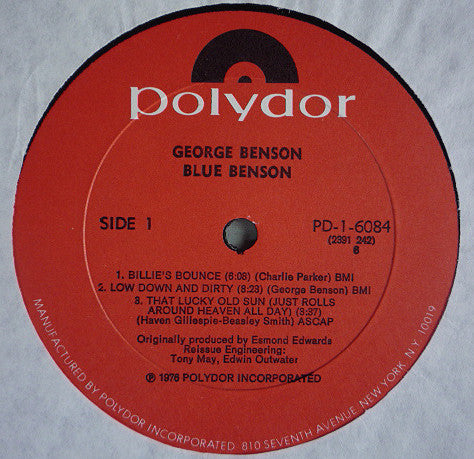 polydor
GEORGE BENSON
BLUE BENSON
SIDE 1
PD-1-6084
(2391 242)
6
1. BILLIE'S BOUNCE (6:08) (Charlie Parker) BMI
2. LOW DOWN AND DIRTY (8:23) (George Benson) BMI
8. THAT LUCKY OLD SUN (JUST ROLLS
AROUND HEAVEN ALL DAY) (3:37)
(Haven Gillespie-Beasley Smith) ASCAP
Originally produced by Esmond Edwards
Reissue Engineering:
Tony May, Edwin Outwater
℗ 1976 POLYDOR INCORPORATED
MANUFACTURED BY POLYDOR INCORPORATED. 810 SEVENTH AVENUE, NEW YORK, N.Y. 10019